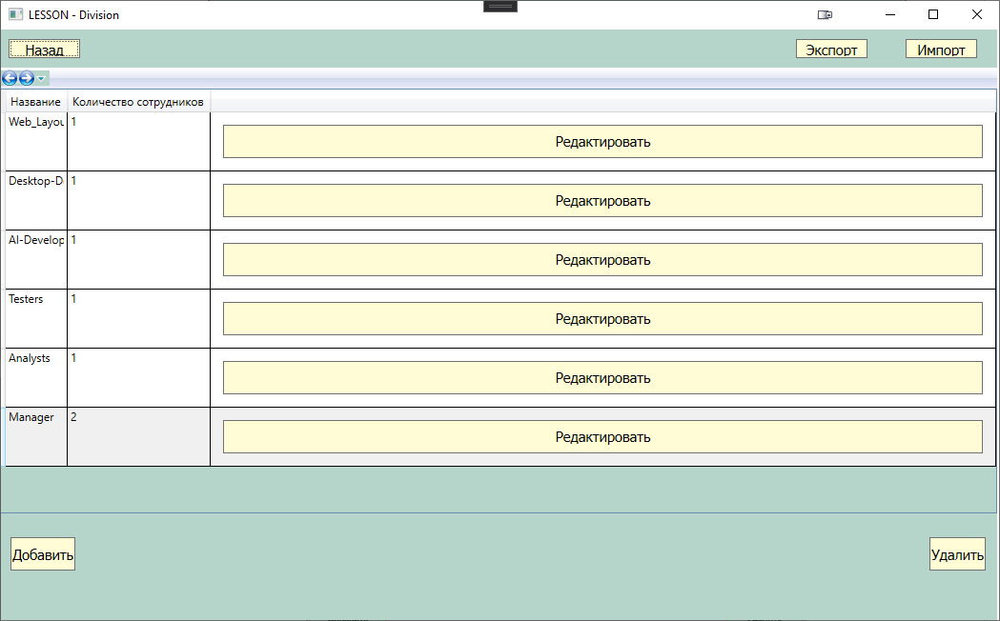 LESSON - Division
Назад
Экспорт
Импорт
Название Количество сотрудников
Web_Layou 1 Редактировать
Desktop-D 1 Редактировать
AI-Develop 1 Редактировать
Testers 1 Редактировать
Analysts 1 Редактировать
Manager 2 Редактировать
Добавить
Удалить